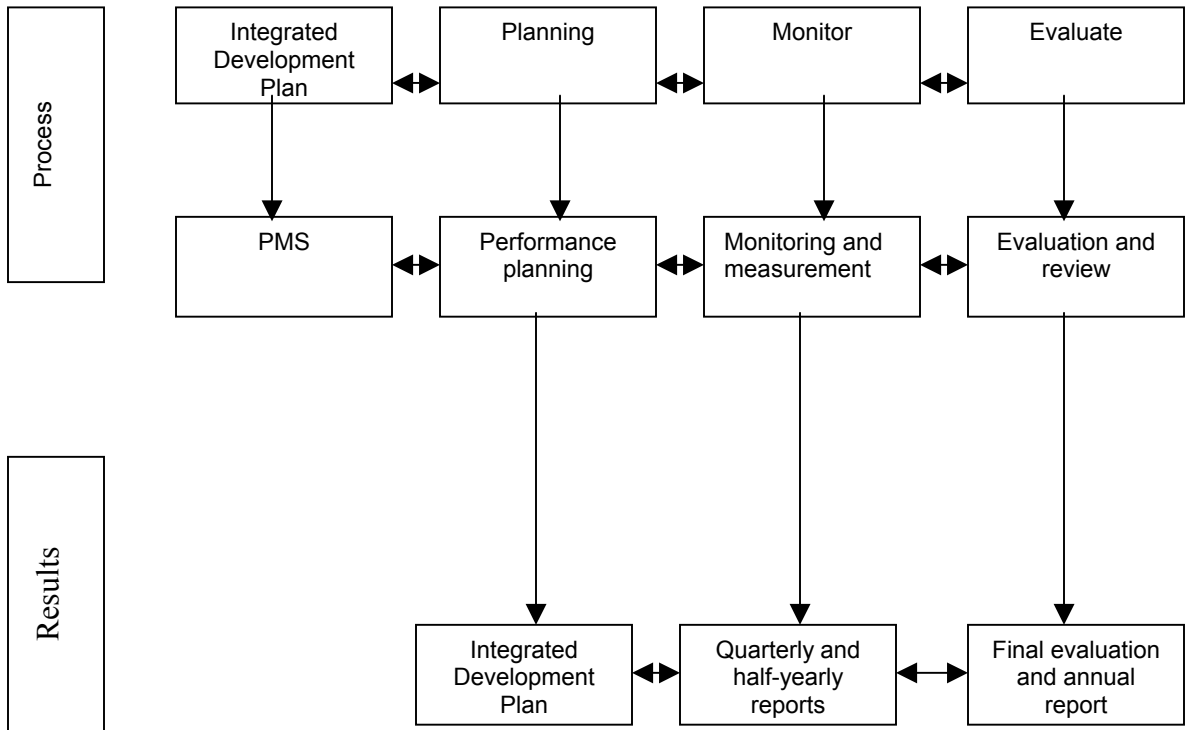 Process
Integrated
Development
Plan
Planning
Monitor
Evaluate
PMS
Performance
planning
Monitoring and
measurement
Evaluation and
review
Results
Integrated
Development
Plan
Quarterly and
half-yearly
reports
Final evaluation
and annual
report